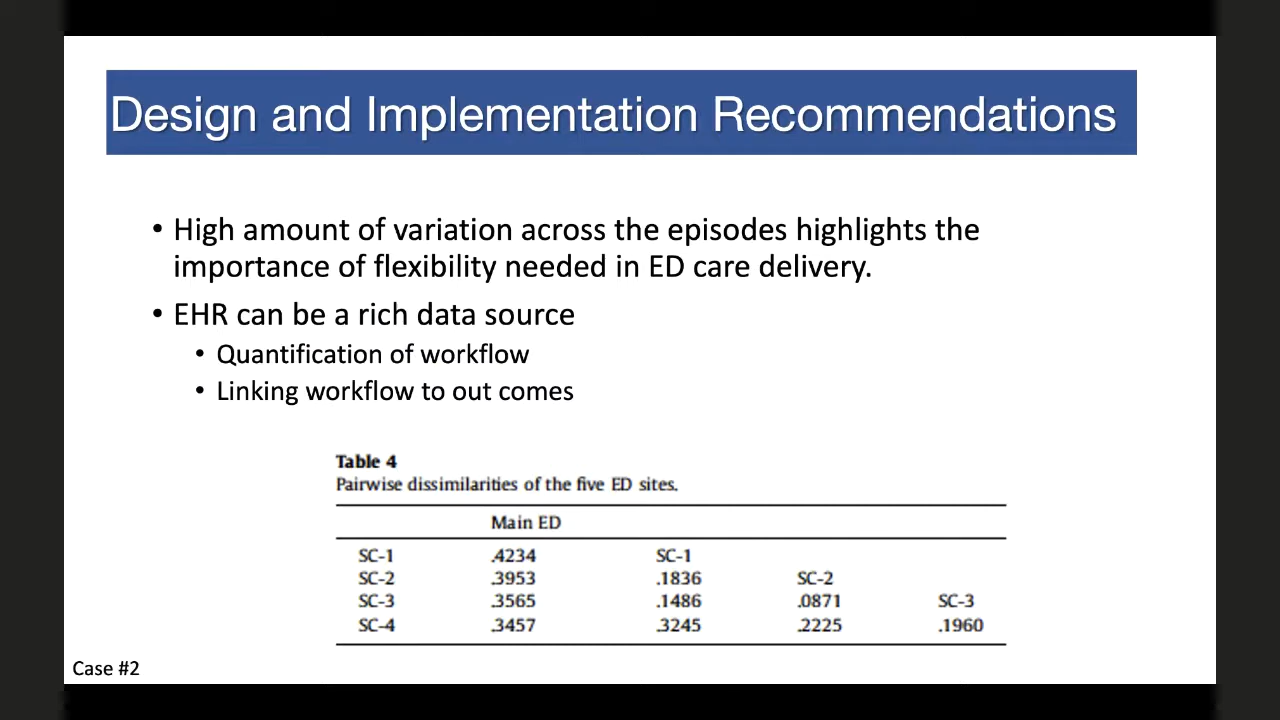 Design and Implementation Recommendations
• High amount of variation across the episodes highlights the
importance of flexibility needed in ED care delivery.
• EHR can be a rich data source
• Quantification of workflow
• Linking workflow to out comes
Table 4
Pairwise dissimilarities of the five ED sites.
Main ED
SC-1 .4234 SC-1
SC-2 .3953 .1836 SC-2
SC-3 .3565 .1486 .0871 SC-3
SC-4 .3457 .3245 .2225 .1960
Case #2